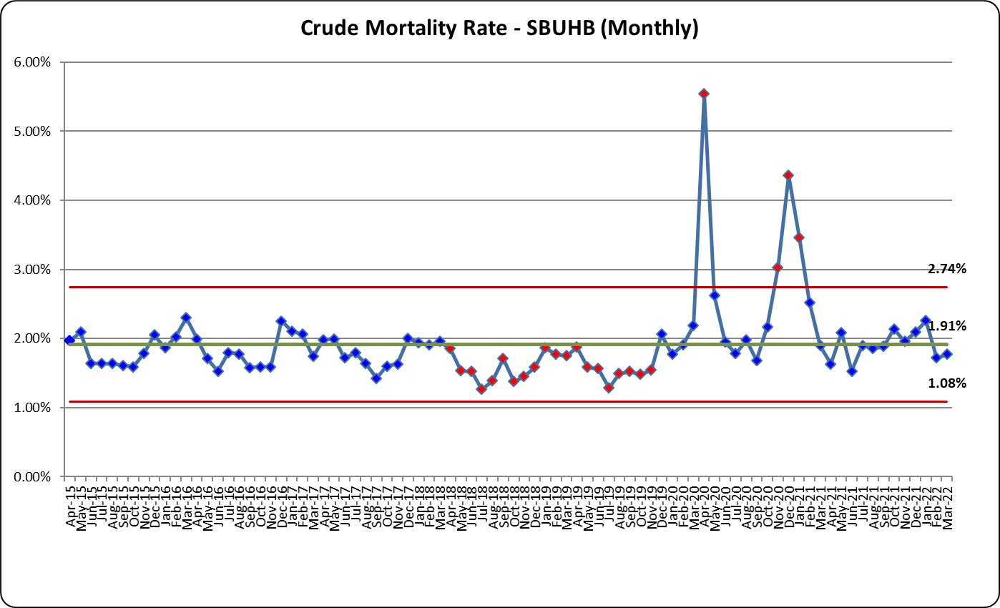 Crude Mortality Rate - SBUHB (Monthly)
6.00%
5.00%
4.00%
3.00%
2.00%
1.00%
0.00%
2.74%
1.91%
1.08%
Apr-15
May-15
Jun-15
Jul-15
Aug-15
Sep-15
Oct-15
Nov-15
Dec-15
Jan-16
Feb-16
Mar-16
Apr-16
May-16
Jun-16
Jul-16
Aug-16
Sep-16
Oct-16
Nov-16
Dec-16
Jan-17
Feb-17
Mar-17
Apr-17
May-17
Jun-17
Jul-17
Aug-17
Sep-17
Oct-17
Nov-17
Dec-17
Jan-18
Feb-18
Mar-18
Apr-18
May-18
Jun-18
Jul-18
Aug-18
Sep-18
Oct-18
Nov-18
Dec-18
Jan-19
Feb-19
Mar-19
Apr-19
May-19
Jun-19
Jul-19
Aug-19
Sep-19
Oct-19
Nov-19
Dec-19
Jan-20
Feb-20
Mar-20
Apr-20
May-20
Jun-20
Jul-20
Aug-20
Sep-20
Oct-20
Nov-20
Dec-20
Jan-21
Feb-21
Mar-21
Apr-21
May-21
Jun-21
Jul-21
Aug-21
Sep-21
Oct-21
Nov-21
Dec-21
Jan-22
Feb-22
Mar-22